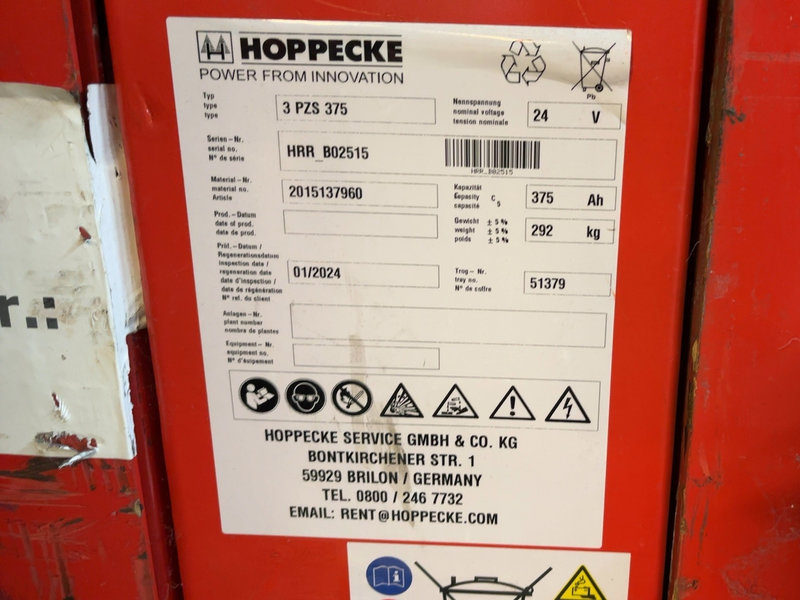 HOPPECKE
POWER FROM INNOVATION
Pb
Typ
type
type
3 PZS 375
Nennspannung
nominal voltage
tension nominale
24 V
Serien-Nr.
serial no.
N° de série
HRR_B02515
HRR_B02515
Material-Nr.
material no.
Article
2015137960
Kapazität
Capacity C5
capacité
375 Ah
Prod.-Datum
date of prod.
date de prod.
Gewicht ± 5 %
weight ± 5 %
poids ± 5 %
292 kg
Prüf.-Datum /
Regenerationsdatum
inspection date /
regeneration date
date d'inspection /
date de régénération
N° ref. du client
01/2024
Trog-Nr.
tray no.
N° de coffre
51379
Anlagen-Nr.
plant number
nombre de plantes
Equipment-Nr.
equipment no.
N° d'équipement
HOPPECKE SERVICE GMBH & CO. KG
BONTKIRCHENER STR. 1
59929 BRILON / GERMANY
TEL. 0800 / 246 7732
EMAIL: RENT@HOPPECKE.COM
r.: